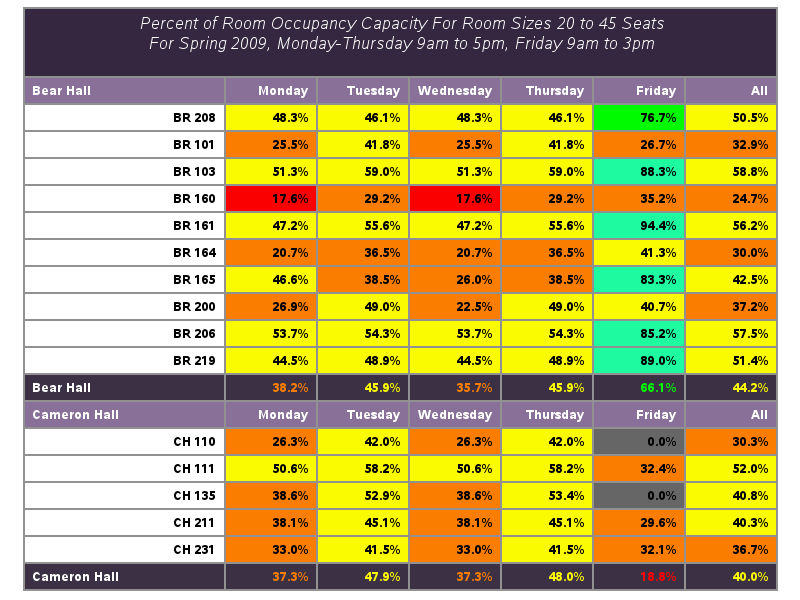 Percent of Room Occupancy Capacity For Room Sizes 20 to 45 Seats
For Spring 2009, Monday-Thursday 9am to 5pm, Friday 9am to 3pm
Bear Hall Monday Tuesday Wednesday Thursday Friday All
BR 208 48.3% 46.1% 48.3% 46.1% 76.7% 50.5%
BR 101 25.5% 41.8% 25.5% 41.8% 26.7% 32.9%
BR 103 51.3% 59.0% 51.3% 59.0% 88.3% 58.8%
BR 160 17.6% 29.2% 17.6% 29.2% 35.2% 24.7%
BR 161 47.2% 55.6% 47.2% 55.6% 94.4% 56.2%
BR 164 20.7% 36.5% 20.7% 36.5% 41.3% 30.0%
BR 165 46.6% 38.5% 26.0% 38.5% 83.3% 42.5%
BR 200 26.9% 49.0% 22.5% 49.0% 40.7% 37.2%
BR 206 53.7% 54.3% 53.7% 54.3% 85.2% 57.5%
BR 219 44.5% 48.9% 44.5% 48.9% 89.0% 51.4%
Bear Hall 38.2% 45.9% 35.7% 45.9% 66.1% 44.2%
Cameron Hall Monday Tuesday Wednesday Thursday Friday All
CH 110 26.3% 42.0% 26.3% 42.0% 0.0% 30.3%
CH 111 50.6% 58.2% 50.6% 58.2% 32.4% 52.0%
CH 135 38.6% 52.9% 38.6% 53.4% 0.0% 40.8%
CH 211 38.1% 45.1% 38.1% 45.1% 29.6% 40.3%
CH 231 33.0% 41.5% 33.0% 41.5% 32.1% 36.7%
Cameron Hall 37.3% 47.9% 37.3% 48.0% 18.8% 40.0%